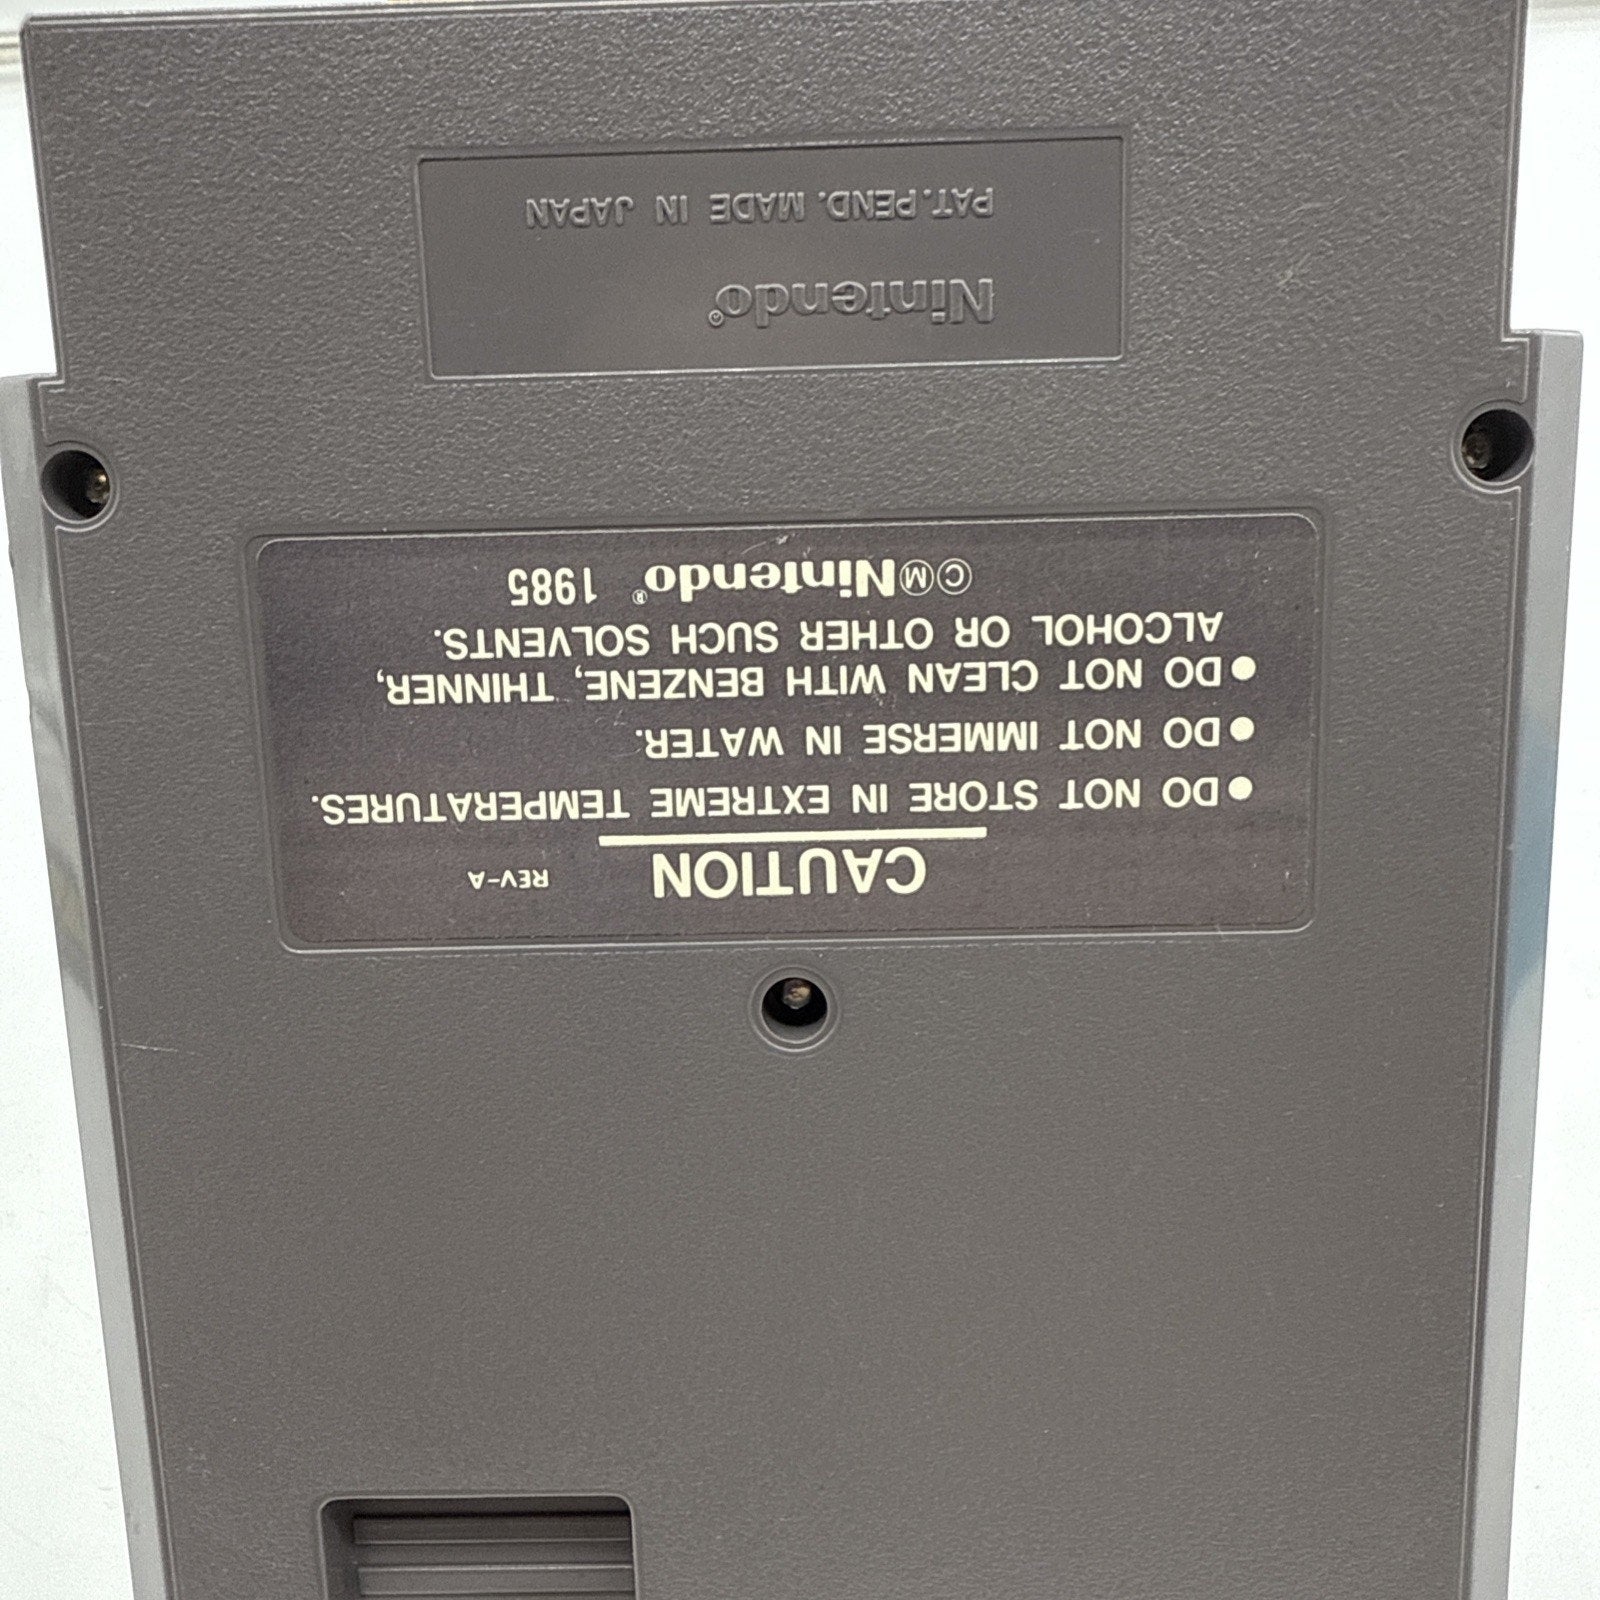 CAUTION REV-A
● DO NOT STORE IN EXTREME TEMPERATURES.
● DO NOT IMMERSE IN WATER.
● DO NOT CLEAN WITH BENZENE, THINNER,
ALCOHOL OR OTHER SUCH SOLVENTS.
©ⓂNintendo® 1985
Nintendo®
PAT.PEND. MADE IN JAPAN